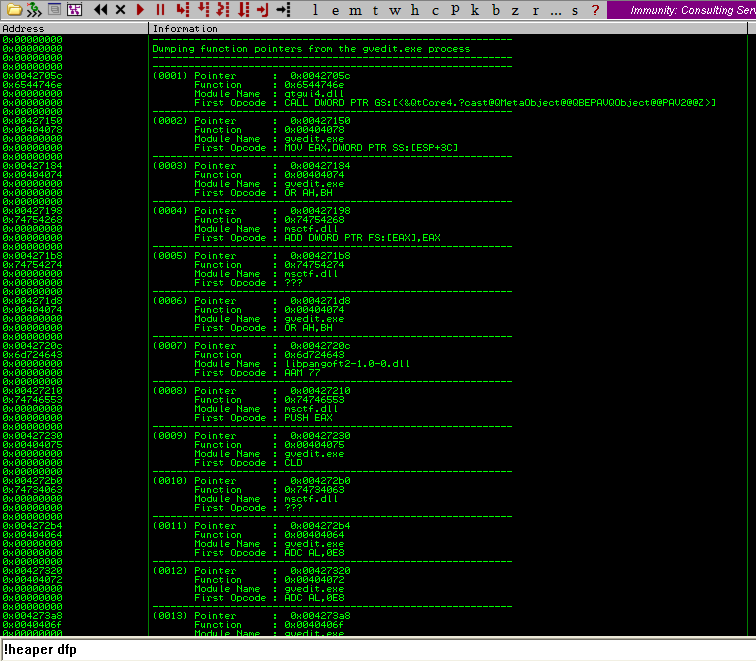 l e m t w h c p k b z r ... s ?
Immunity: Consulting Serv
Address Information
0x00000000
0x00000000 Dumping function pointers from the gvedit.exe process
0x00000000
0x00000000
0x0042705c (0001) Pointer : 0x0042705c
0x6544746e Function : 0x6544746e
0x00000000 Module Name : qtgui4.dll
0x00000000 First Opcode : CALL DWORD PTR GS:[<&QtCore4.?cast@QMetaObject@@QBEPAVQObject@@PAV2@@Z>]
0x00000000
0x00427150 (0002) Pointer : 0x00427150
0x00404078 Function : 0x00404078
0x00000000 Module Name : gvedit.exe
0x00000000 First Opcode : MOV EAX,DWORD PTR SS:[ESP+3C]
0x00000000
0x00427184 (0003) Pointer : 0x00427184
0x00404074 Function : 0x00404074
0x00000000 Module Name : gvedit.exe
0x00000000 First Opcode : OR AH,BH
0x00000000
0x00427198 (0004) Pointer : 0x00427198
0x74754268 Function : 0x74754268
0x00000000 Module Name : msctf.dll
0x00000000 First Opcode : ADD DWORD PTR FS:[EAX],EAX
0x00000000
0x004271b8 (0005) Pointer : 0x004271b8
0x74754274 Function : 0x74754274
0x00000000 Module Name : msctf.dll
0x00000000 First Opcode : ???
0x00000000
0x004271d8 (0006) Pointer : 0x004271d8
0x00404074 Function : 0x00404074
0x00000000 Module Name : gvedit.exe
0x00000000 First Opcode : OR AH,BH
0x00000000
0x0042720c (0007) Pointer : 0x0042720c
0x6d724643 Function : 0x6d724643
0x00000000 Module Name : libpangoft2-1.0-0.dll
0x00000000 First Opcode : AAM 77
0x00000000
0x00427210 (0008) Pointer : 0x00427210
0x74746553 Function : 0x74746553
0x00000000 Module Name : msctf.dll
0x00000000 First Opcode : PUSH EAX
0x00000000
0x00427230 (0009) Pointer : 0x00427230
0x00404075 Function : 0x00404075
0x00000000 Module Name : gvedit.exe
0x00000000 First Opcode : CLD
0x00000000
0x004272b0 (0010) Pointer : 0x004272b0
0x74734063 Function : 0x74734063
0x00000000 Module Name : msctf.dll
0x00000000 First Opcode : ???
0x00000000
0x004272b4 (0011) Pointer : 0x004272b4
0x00404064 Function : 0x00404064
0x00000000 Module Name : gvedit.exe
0x00000000 First Opcode : ADC AL,0E8
0x00000000
0x00427320 (0012) Pointer : 0x00427320
0x00404072 Function : 0x00404072
0x00000000 Module Name : gvedit.exe
0x00000000 First Opcode : ADC AL,0E8
0x00000000
0x004273a8 (0013) Pointer : 0x004273a8
0x0040406f Function : 0x0040406f
0x00000000 Module Name : gvedit.exe
!heaper dfp